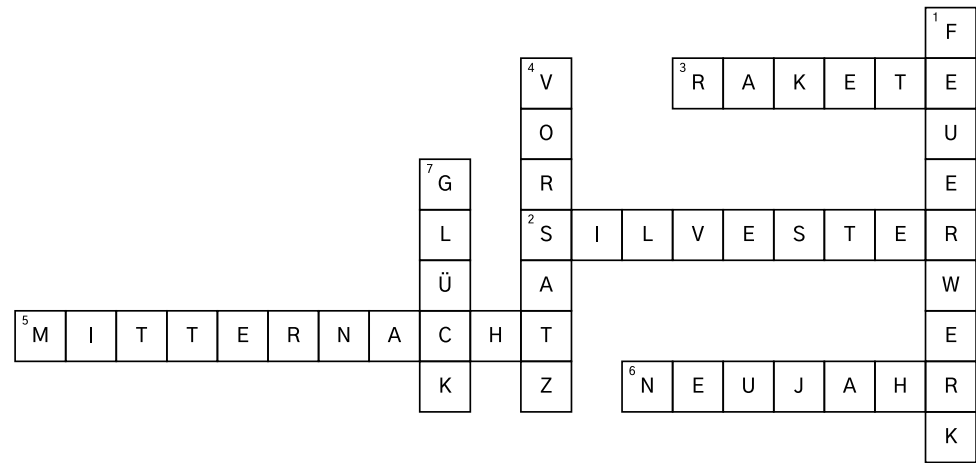 1 F
4 V 3 R A K E T E
O U
7 G R E
L 2 S I L V E S T E R
Ü A W
5 M I T T E R N A C H T E
K Z 6 N E U J A H R
K